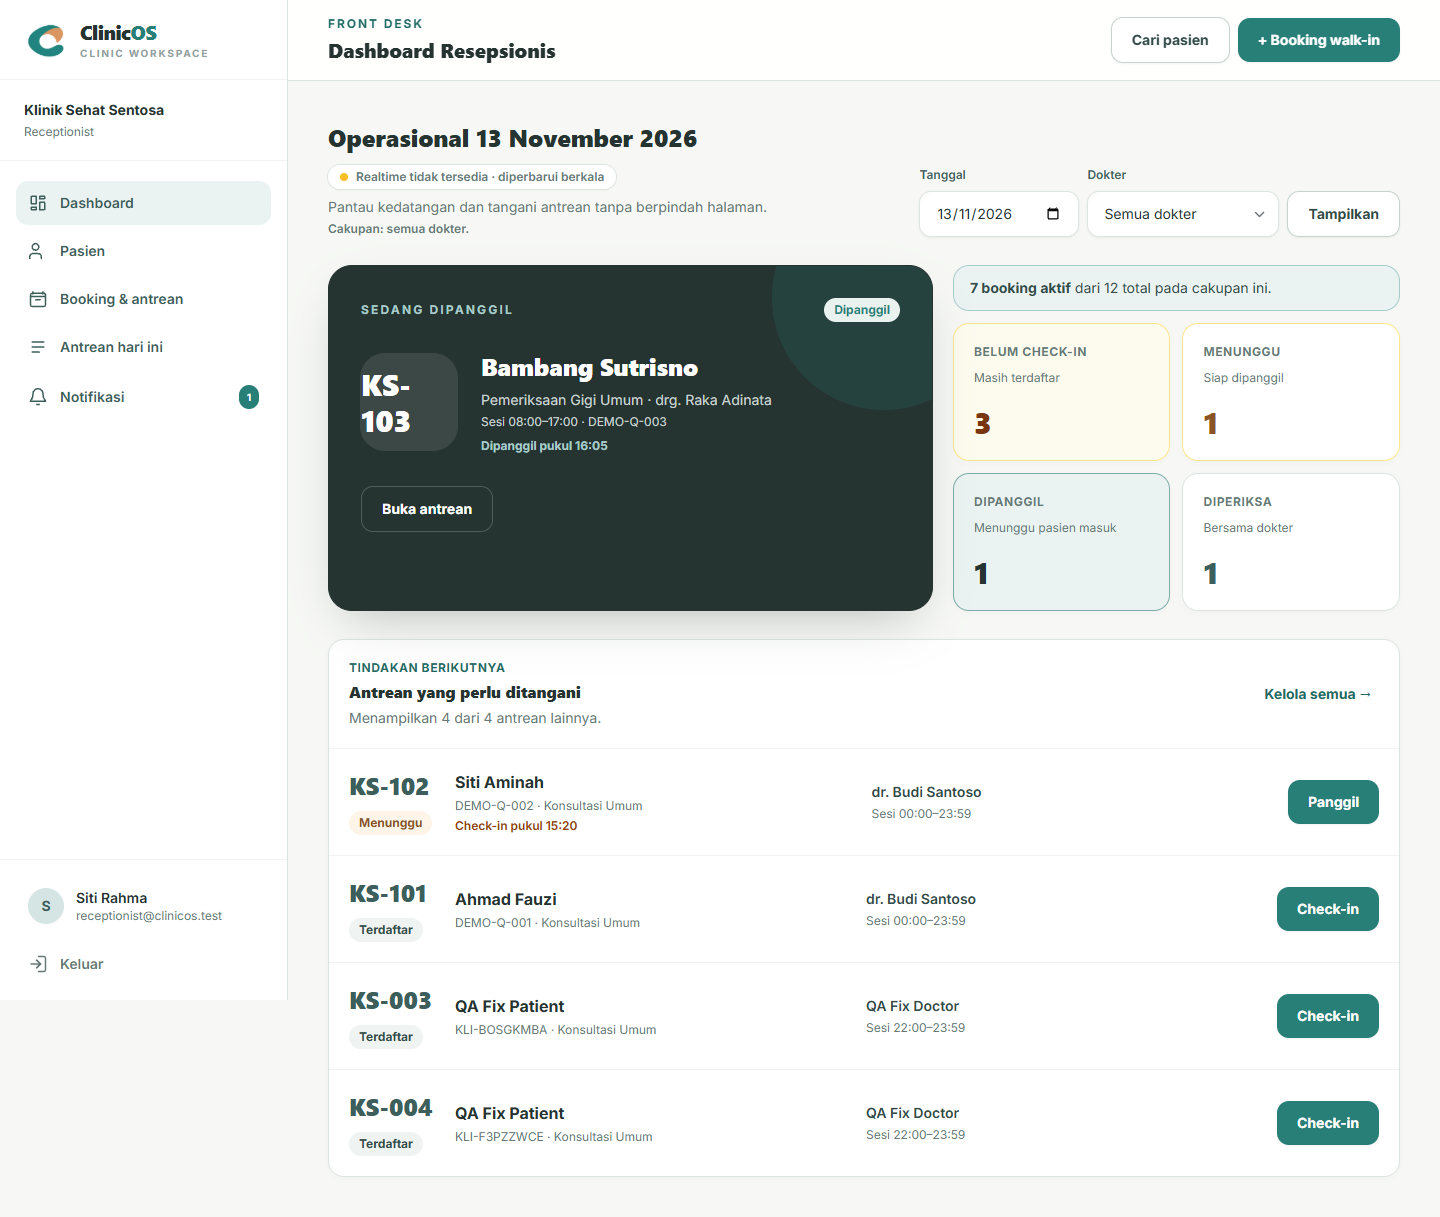 ClinicOS
CLINIC WORKSPACE
Klinik Sehat Sentosa
Receptionist
Dashboard
Pasien
Booking & antrean
Antrean hari ini
Notifikasi
1
S
Siti Rahma
receptionist@clinicos.test
Keluar
FRONT DESK
Dashboard Resepsionis
Cari pasien
+ Booking walk-in
Operasional 13 November 2026
Realtime tidak tersedia · diperbarui berkala
Pantau kedatangan dan tangani antrean tanpa berpindah halaman.
Cakupan: semua dokter.
Tanggal
13/11/2026
Dokter
Semua dokter
Tampilkan
SEDANG DIPANGGIL
Dipanggil
KS-
103
Bambang Sutrisno
Pemeriksaan Gigi Umum · drg. Raka Adinata
Sesi 08:00–17:00 · DEMO-Q-003
Dipanggil pukul 16:05
Buka antrean
7 booking aktif dari 12 total pada cakupan ini.
BELUM CHECK-IN
Masih terdaftar
3
MENUNGGU
Siap dipanggil
1
DIPANGGIL
Menunggu pasien masuk
1
DIPERIKSA
Bersama dokter
1
TINDAKAN BERIKUTNYA
Antrean yang perlu ditangani
Menampilkan 4 dari 4 antrean lainnya.
Kelola semua →
KS-102
Menunggu
Siti Aminah
DEMO-Q-002 · Konsultasi Umum
Check-in pukul 15:20
dr. Budi Santoso
Sesi 00:00–23:59
Panggil
KS-101
Terdaftar
Ahmad Fauzi
DEMO-Q-001 · Konsultasi Umum
dr. Budi Santoso
Sesi 00:00–23:59
Check-in
KS-003
Terdaftar
QA Fix Patient
KLI-BOSGKMBA · Konsultasi Umum
QA Fix Doctor
Sesi 22:00–23:59
Check-in
KS-004
Terdaftar
QA Fix Patient
KLI-F3PZZWCE · Konsultasi Umum
QA Fix Doctor
Sesi 22:00–23:59
Check-in